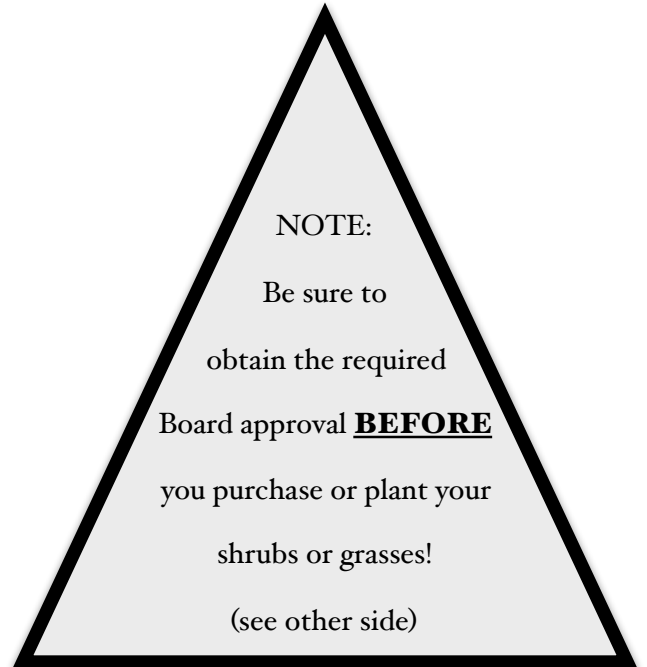 NOTE:
Be sure to
obtain the required
Board approval BEFORE
you purchase or plant your
shrubs or grasses!
(see other side)